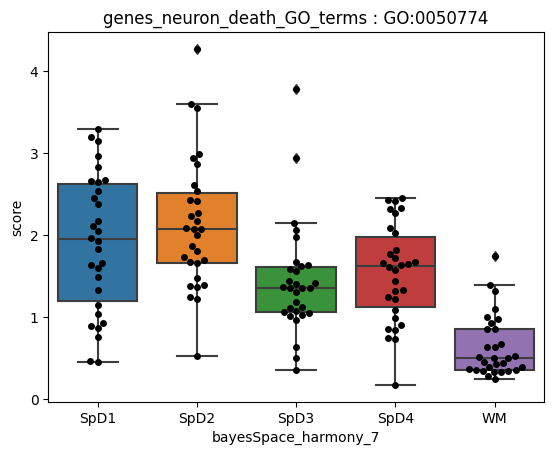 genes_neuron_death_GO_terms : GO:0050774
score
4
3
2
1
0
SpD1 SpD2 SpD3 SpD4 WM
bayesSpace_harmony_7